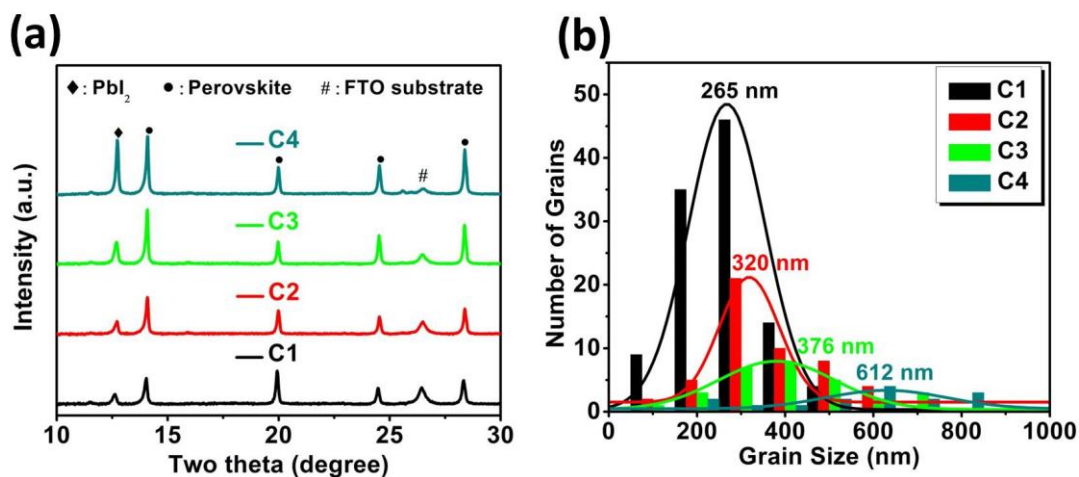 (a)
♦ : PbI₂ ● : Perovskite # : FTO substrate
C4
#
C3
C2
C1
Intensity (a.u.)
10 15 20 25 30
Two theta (degree)
(b)
C1
C2
C3
C4
265 nm
320 nm
376 nm
612 nm
50
40
30
20
10
0
Number of Grains
0 200 400 600 800 1000
Grain Size (nm)